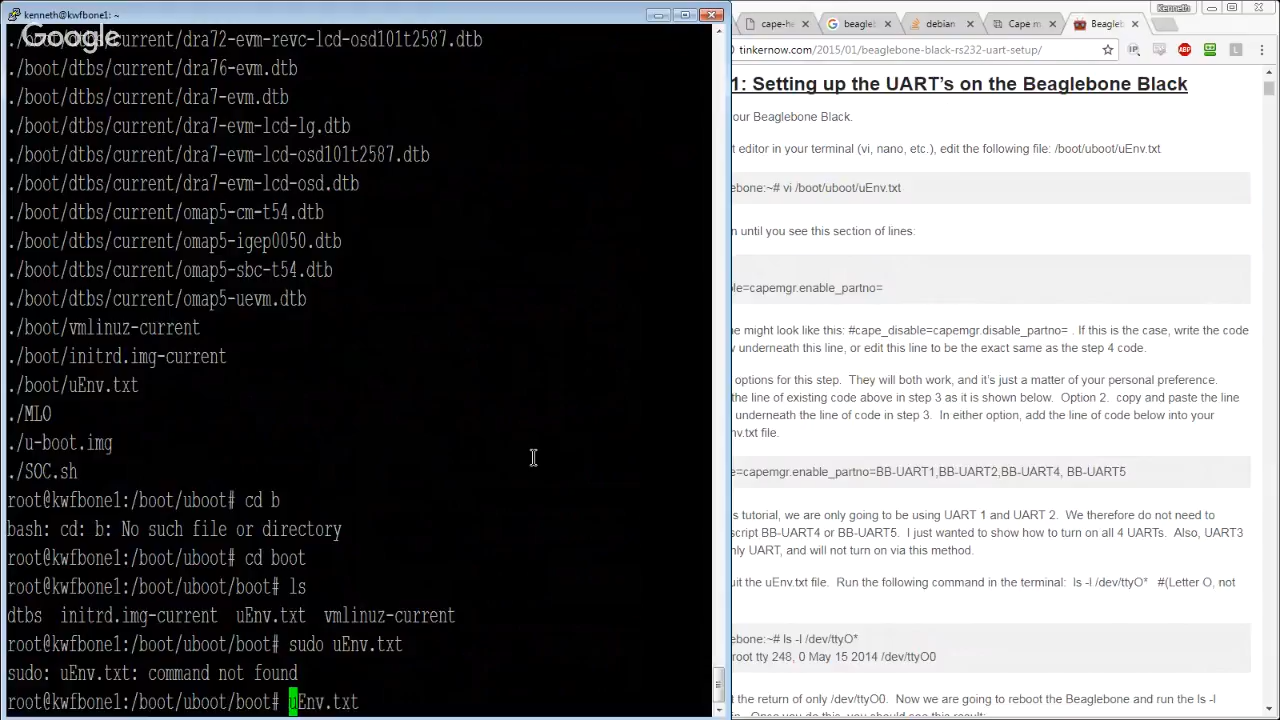 kenneth@kwfbone1: ~
Google
./boot/dtbs/current/dra72-evm-revc-lcd-osd101t2587.dtb
./boot/dtbs/current/dra76-evm.dtb
./boot/dtbs/current/dra7-evm.dtb
./boot/dtbs/current/dra7-evm-lcd-lg.dtb
./boot/dtbs/current/dra7-evm-lcd-osd101t2587.dtb
./boot/dtbs/current/dra7-evm-lcd-osd.dtb
./boot/dtbs/current/omap5-cm-t54.dtb
./boot/dtbs/current/omap5-igep0050.dtb
./boot/dtbs/current/omap5-sbc-t54.dtb
./boot/dtbs/current/omap5-uevm.dtb
./boot/vmlinuz-current
./boot/initrd.img-current
./boot/uEnv.txt
./MLO
./u-boot.img
./SOC.sh
root@kwfbone1:/boot/uboot# cd b
bash: cd: b: No such file or directory
root@kwfbone1:/boot/uboot# cd boot
root@kwfbone1:/boot/uboot/boot# ls
dtbs initrd.img-current uEnv.txt vmlinuz-current
root@kwfbone1:/boot/uboot/boot# sudo uEnv.txt
sudo: uEnv.txt: command not found
root@kwfbone1:/boot/uboot/boot# uEnv.txt
Kenneth
cape-he
beaglel
debian
Cape m
Beagleb
tinkernow.com/2015/01/beaglebone-black-rs232-uart-setup/
1: Setting up the UART's on the Beaglebone Black
our Beaglebone Black.
t editor in your terminal (vi, nano, etc.), edit the following file: /boot/uboot/uEnv.txt
ebone:~# vi /boot/uboot/uEnv.txt
n until you see this section of lines:
le=capemgr.enable_partno=
ne might look like this: #cape_disable=capemgr.disable_partno= . If this is the case, write the code
w underneath this line, or edit this line to be the exact same as the step 4 code.
options for this step. They will both work, and it's just a matter of your personal preference.
the line of existing code above in step 3 as it is shown below. Option 2. copy and paste the line
underneath the line of code in step 3. In either option, add the line of code below into your
nv.txt file.
le=capemgr.enable_partno=BB-UART1,BB-UART2,BB-UART4, BB-UART5
s tutorial, we are only going to be using UART 1 and UART 2. We therefore do not need to
script BB-UART4 or BB-UART5. I just wanted to show how to turn on all 4 UARTs. Also, UART3
nly UART, and will not turn on via this method.
uit the uEnv.txt file. Run the following command in the terminal: ls -l /dev/ttyO* #(Letter O, not
ebone:~# ls -l /dev/ttyO*
root tty 248, 0 May 15 2014 /dev/ttyO0
t the return of only /dev/ttyO0. Now we are going to reboot the Beaglebone and run the ls -l